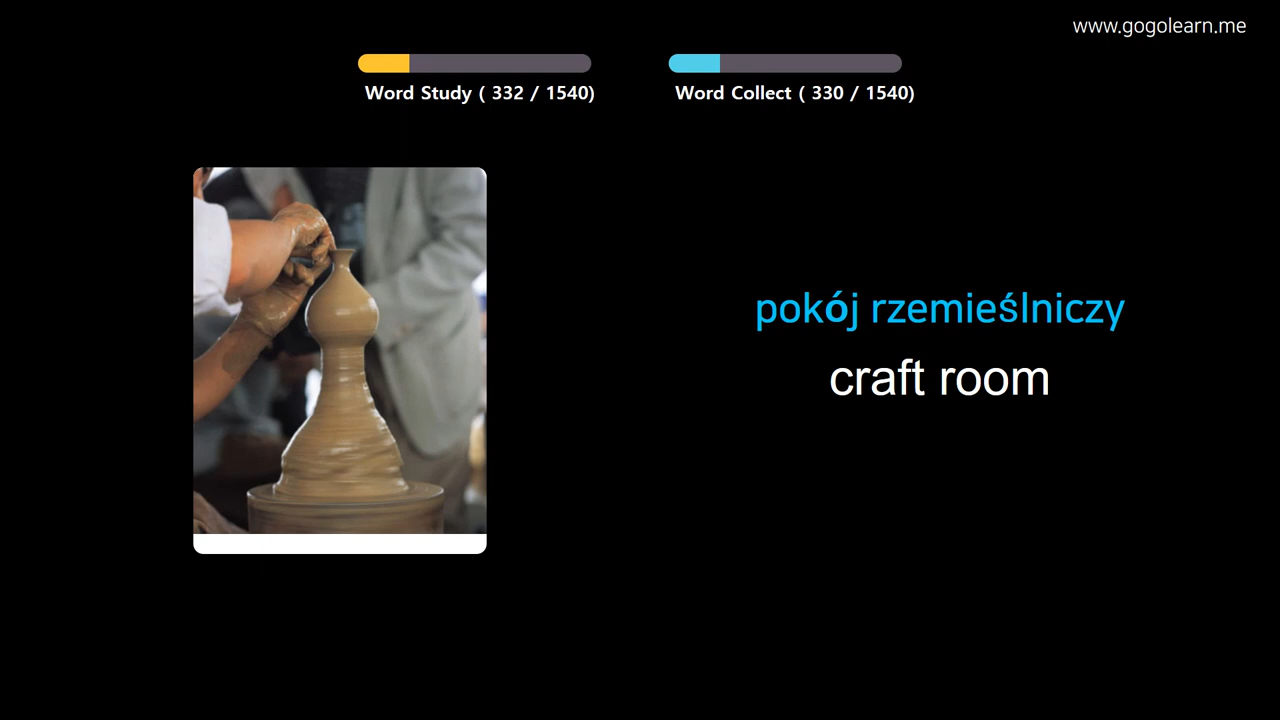 www.gogolearn.me
Word Study ( 332 / 1540)
Word Collect ( 330 / 1540)
pokój rzemieślniczy
craft room